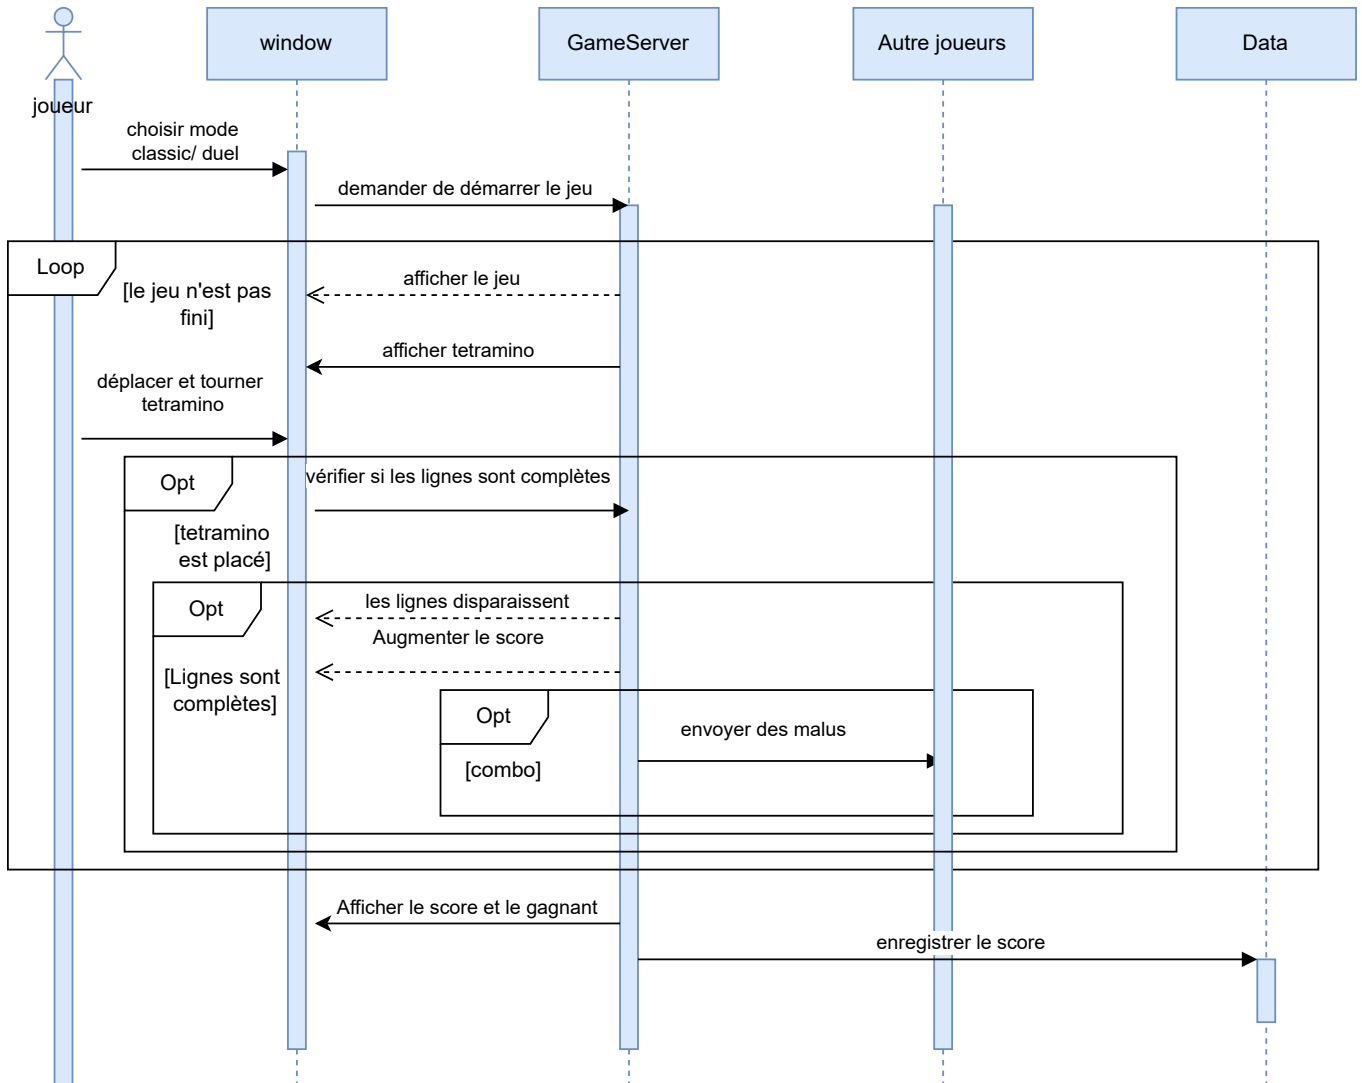 window
GameServer
Autre joueurs
Data
joueur
choisir mode
classic/ duel
demander de démarrer le jeu
Loop
[le jeu n'est pas
fini]
afficher le jeu
afficher tetramino
déplacer et tourner
tetramino
Opt
vérifier si les lignes sont complètes
[tetramino
est placé]
Opt
les lignes disparaissent
Augmenter le score
[Lignes sont
complètes]
Opt
envoyer des malus
[combo]
Afficher le score et le gagnant
enregistrer le score